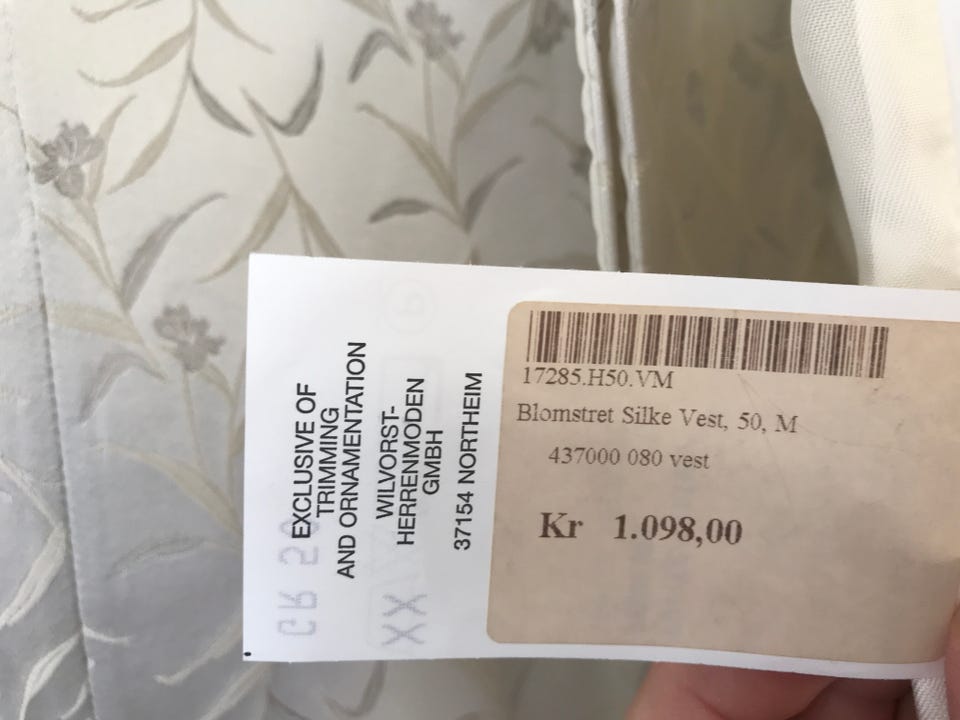 EXCLUSIVE OF
TRIMMING
AND ORNAMENTATION
WILVORST-
HERRENMODEN
GMBH
37154 NORTHEIM
17285.H50.VM
Blomstret Silke Vest, 50, M
437000 080 vest
Kr 1.098,00